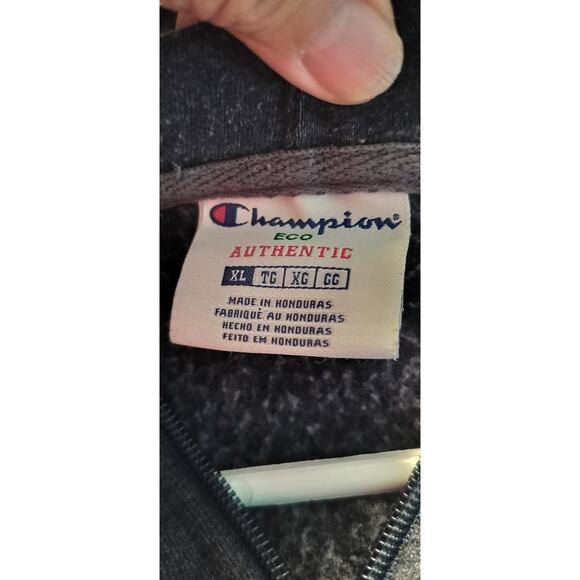 Champion®
ECO
AUTHENTIC
XL TG XG GG
MADE IN HONDURAS
FABRIQUÉ AU HONDURAS
HECHO EN HONDURAS
FEITO EM HONDURAS